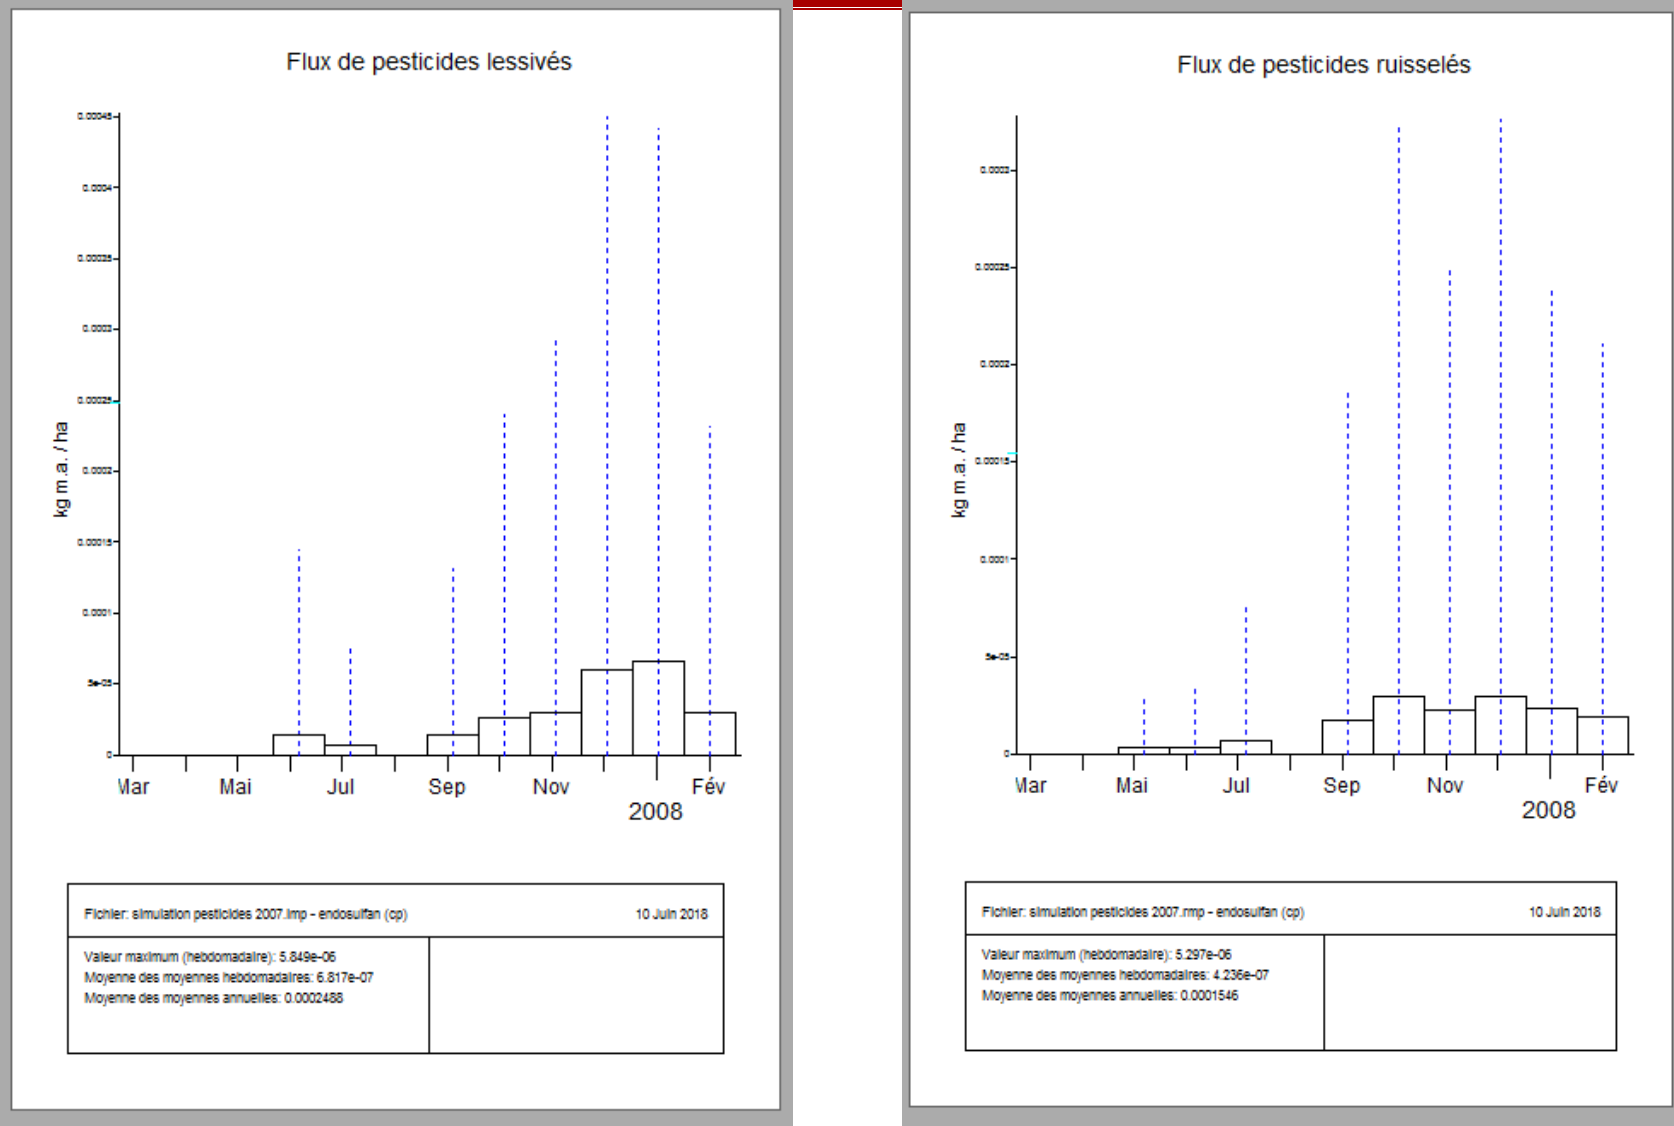 Flux de pesticides lessivés
0.00045
0.0004
0.00035
0.0003
0.00025
0.0002
0.00015
0.0001
5e-05
0
kg m.a. / ha
Mar Mai Jul Sep Nov Fév
2008
Fichier: simulation pesticides 2007.lmp - endosulfan (cp) 10 Juin 2018
Valeur maximum (hebdomadaire): 5.849e-06
Moyenne des moyennes hebdomadaires: 6.817e-07
Moyenne des moyennes annuelles: 0.0002488
Flux de pesticides ruisselés
0.0003
0.00025
0.0002
0.00015
0.0001
5e-05
0
kg m.a. / ha
Mar Mai Jul Sep Nov Fév
2008
Fichier: simulation pesticides 2007.rmp - endosulfan (cp) 10 Juin 2018
Valeur maximum (hebdomadaire): 5.297e-06
Moyenne des moyennes hebdomadaires: 4.236e-07
Moyenne des moyennes annuelles: 0.0001546